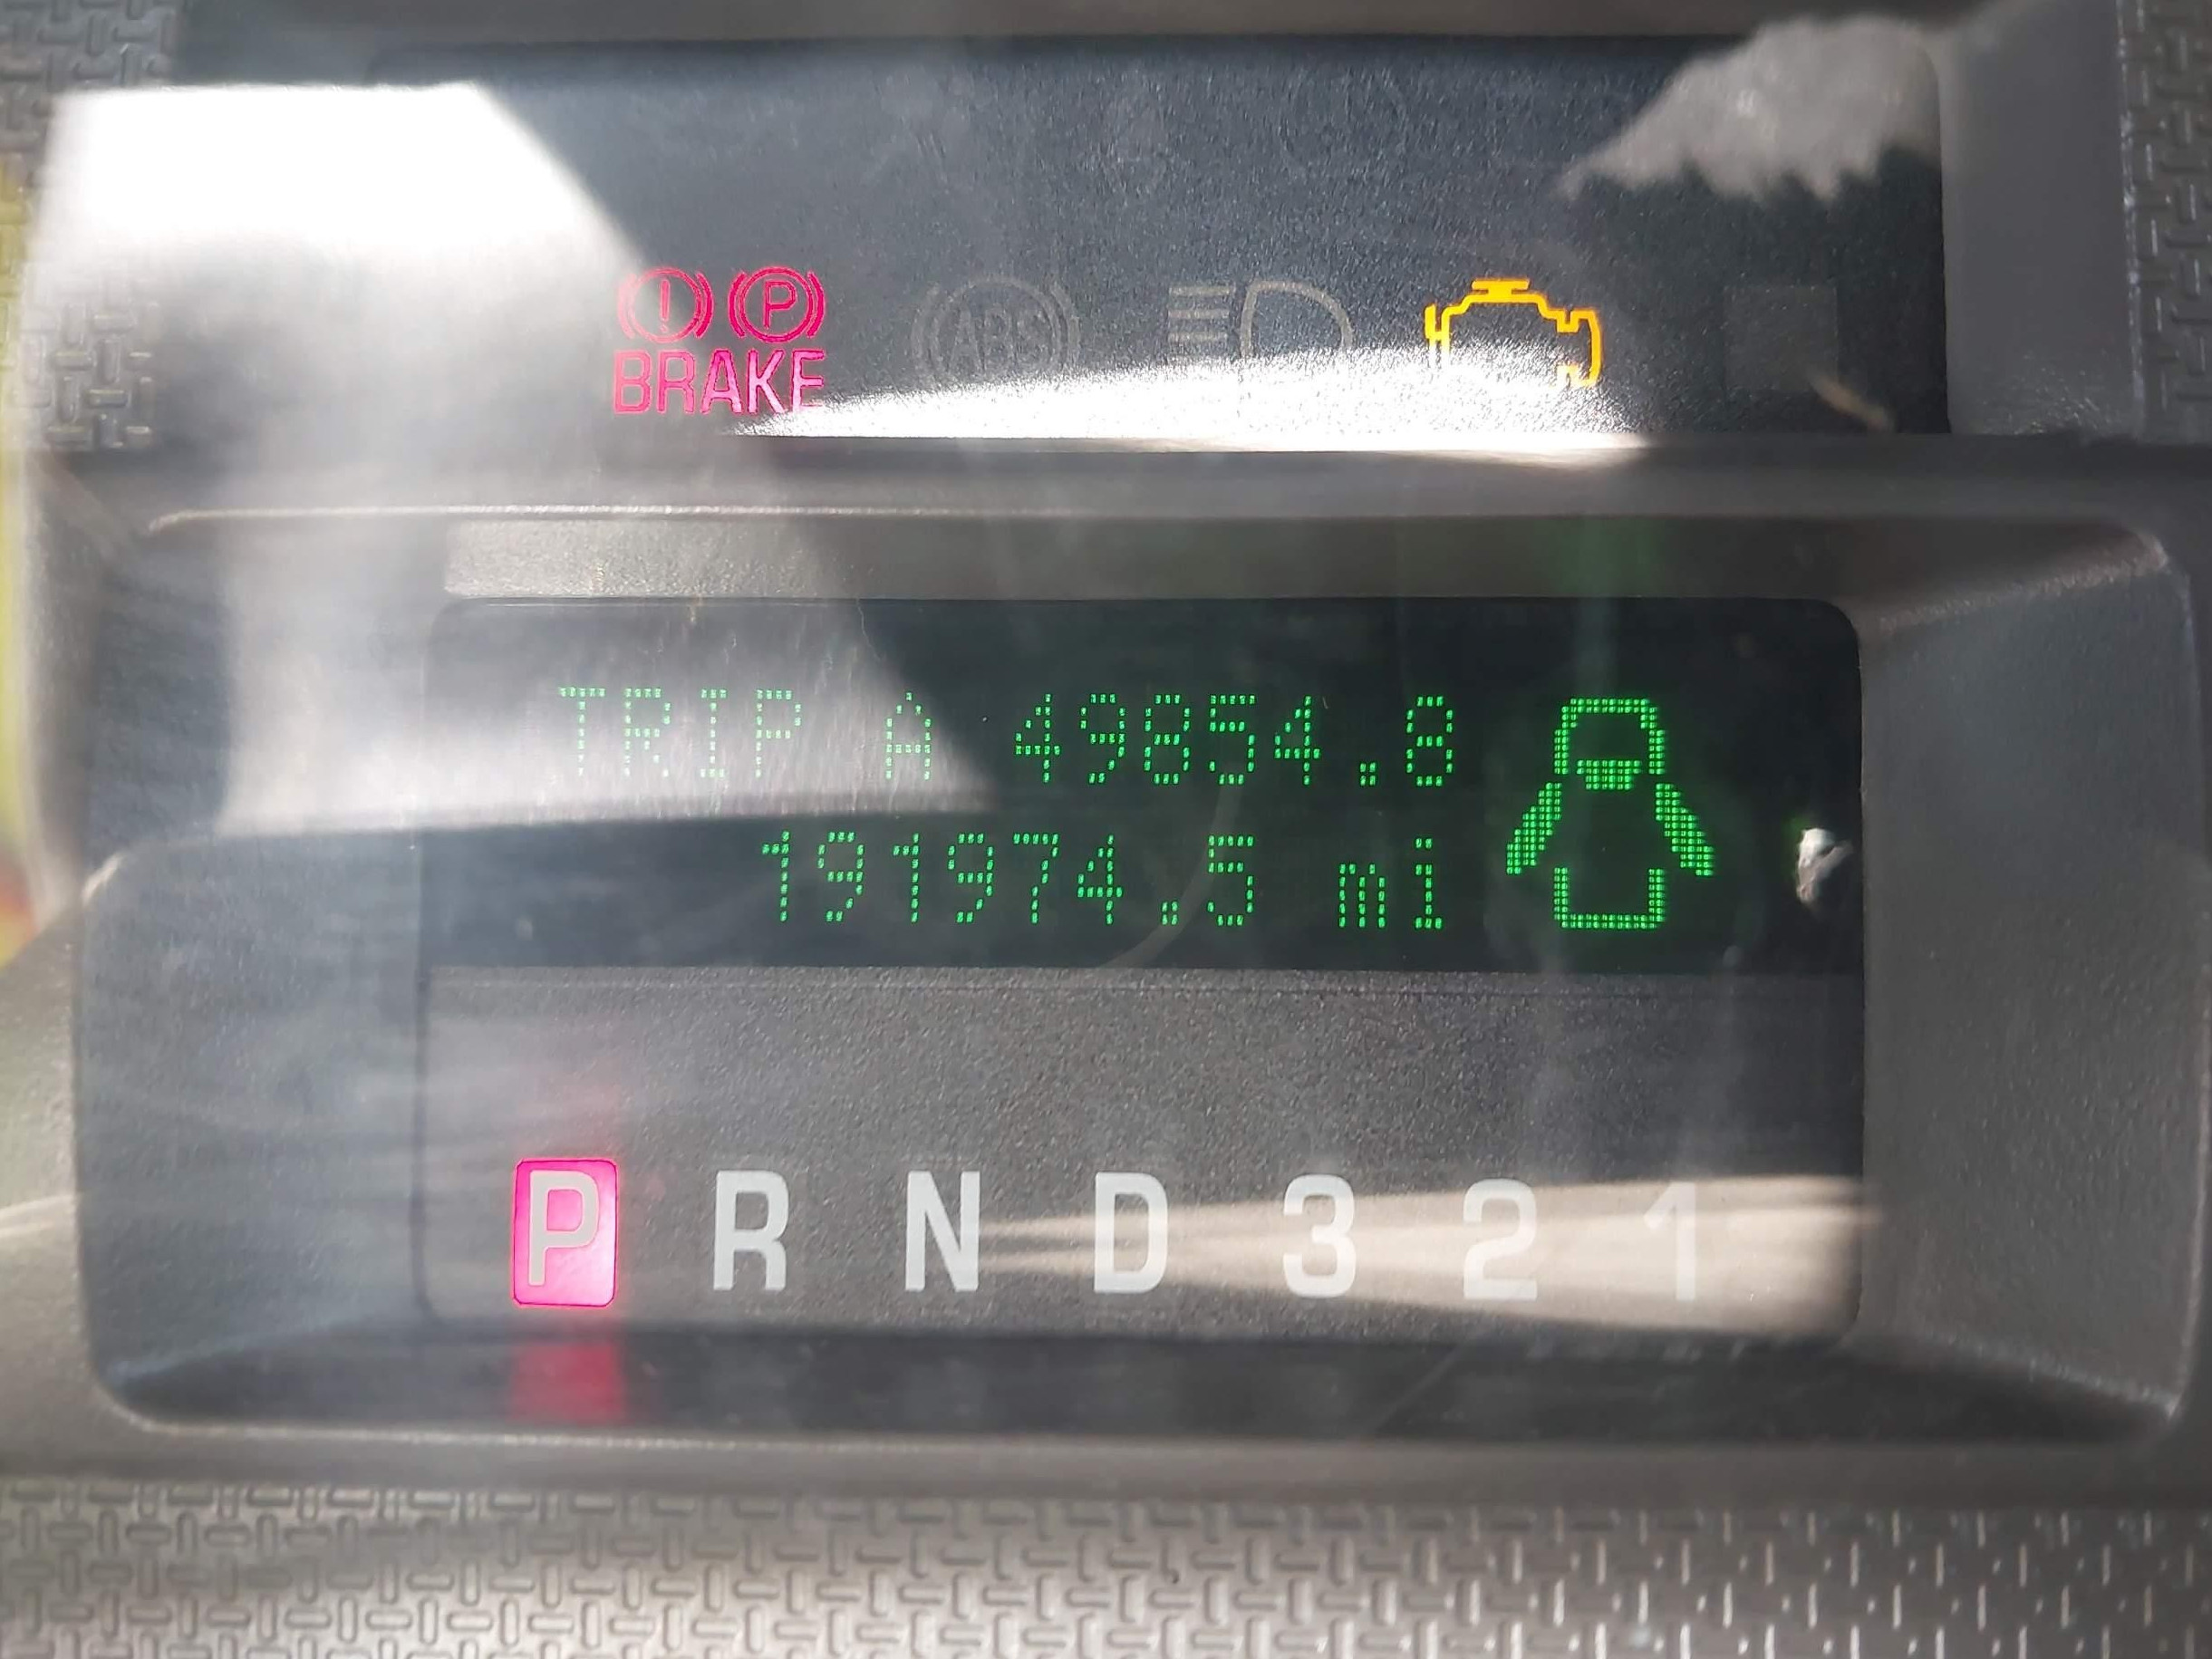 ! P ABS
BRAKE
TRIP A 49854.8
191974.5 mi
P R N D 3 2 1